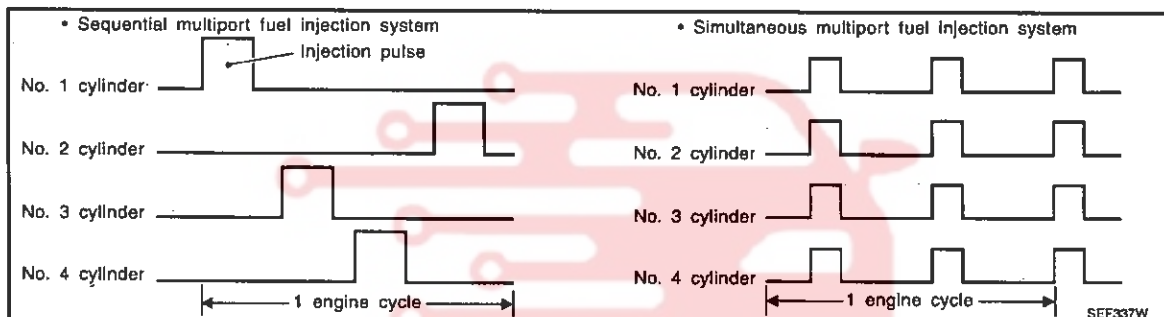 • Sequential multiport fuel injection system
Injection pulse
No. 1 cylinder
No. 2 cylinder
No. 3 cylinder
No. 4 cylinder
1 engine cycle
• Simultaneous multiport fuel injection system
No. 1 cylinder
No. 2 cylinder
No. 3 cylinder
No. 4 cylinder
1 engine cycle
SEF337W